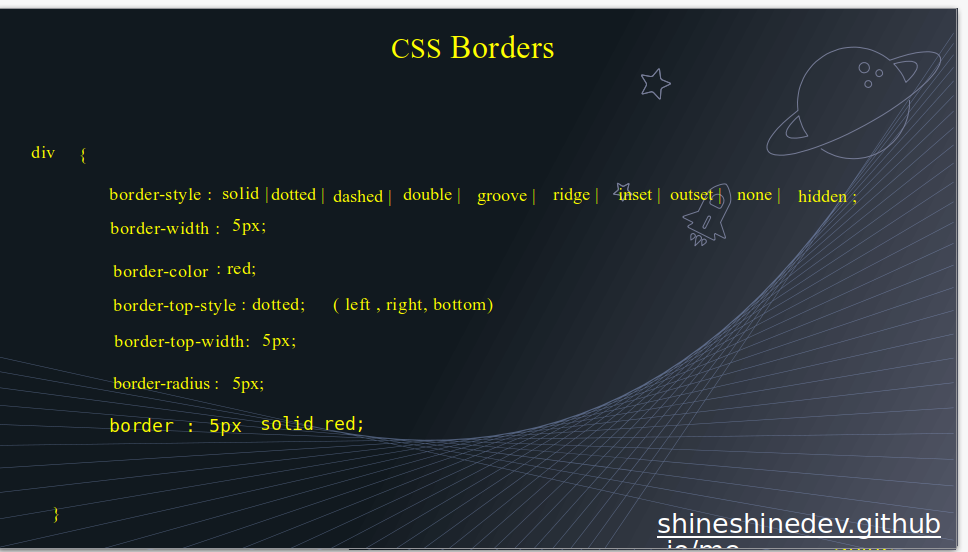 CSS Borders
div {
border-style : solid | dotted | dashed | double | groove | ridge | inset | outset | none | hidden ;
border-width : 5px;
border-color : red;
border-top-style : dotted; ( left , right, bottom)
border-top-width: 5px;
border-radius : 5px;
border : 5px solid red;
}
shineshinedev.github
.io/me